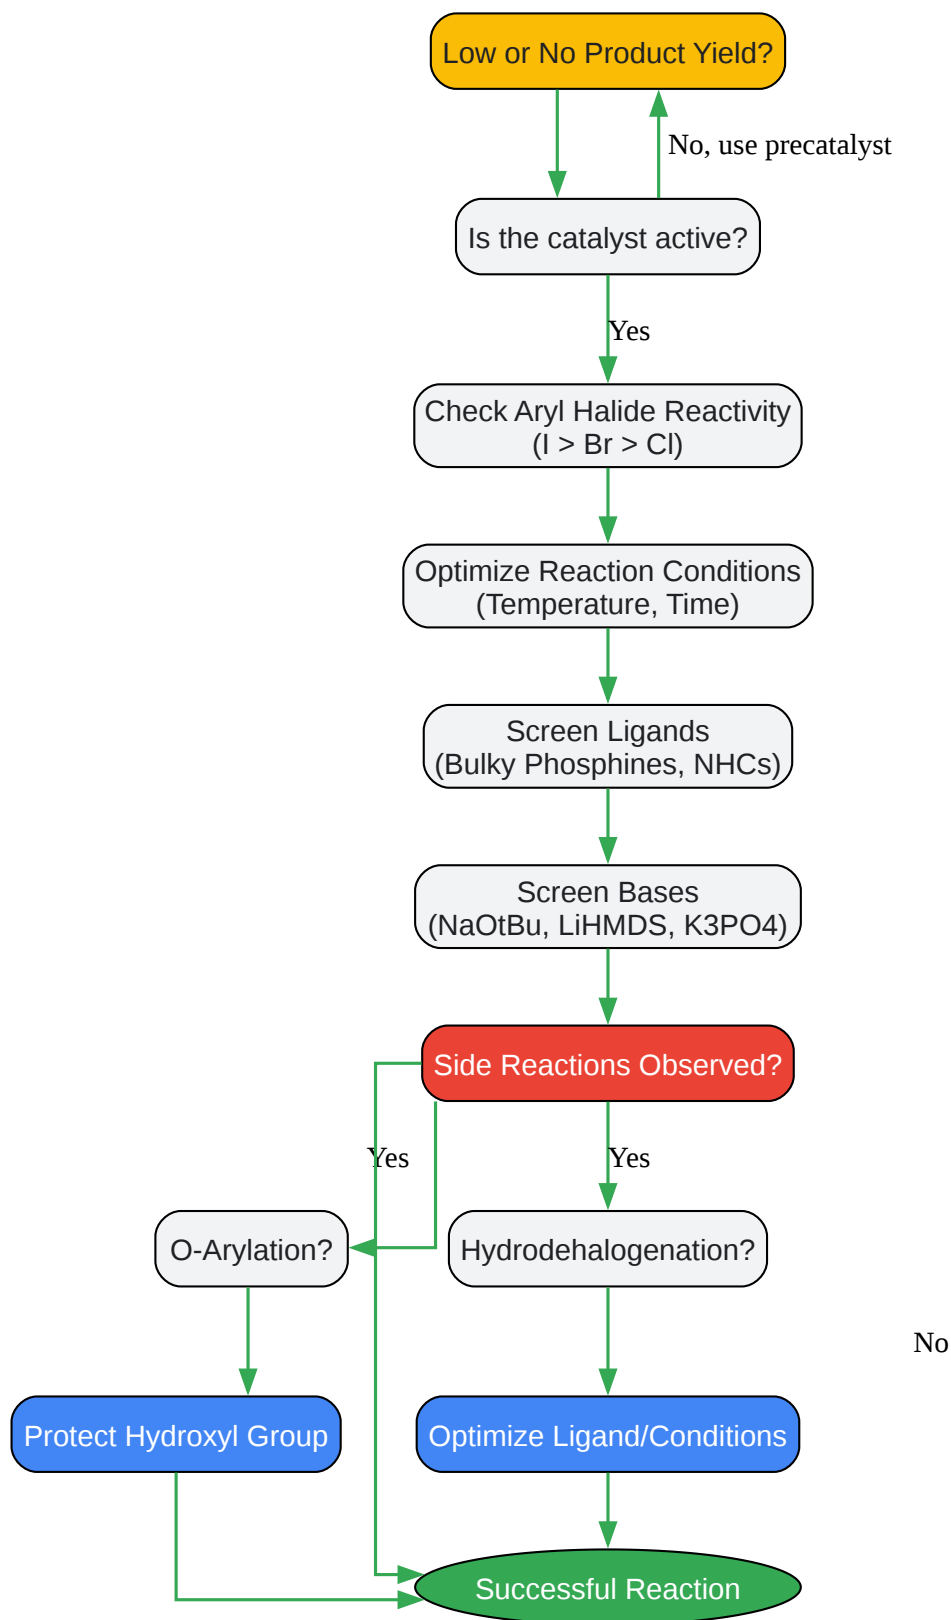 Low or No Product Yield?
No, use precatalyst
Is the catalyst active?
Yes
Check Aryl Halide Reactivity
(I > Br > Cl)
Optimize Reaction Conditions
(Temperature, Time)
Screen Ligands
(Bulky Phosphines, NHCs)
Screen Bases
(NaOtBu, LiHMDS, K3PO4)
Side Reactions Observed?
Yes
Yes
O-Arylation?
Hydrodehalogenation?
No
Protect Hydroxyl Group
Optimize Ligand/Conditions
Successful Reaction